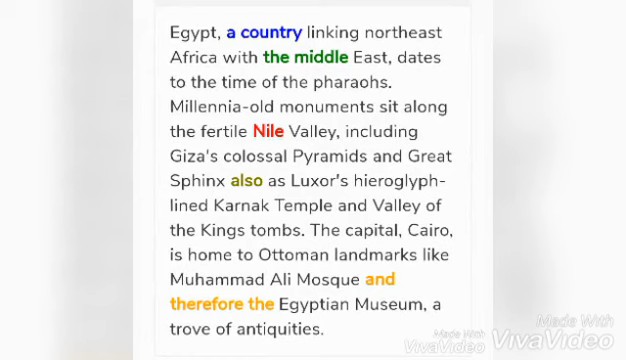 Egypt, a country linking northeast
Africa with the middle East, dates
to the time of the pharaohs.
Millennia-old monuments sit along
the fertile Nile Valley, including
Giza's colossal Pyramids and Great
Sphinx also as Luxor's hieroglyph-
lined Karnak Temple and Valley of
the Kings tombs. The capital, Cairo,
is home to Ottoman landmarks like
Muhammad Ali Mosque and
therefore the Egyptian Museum, a
trove of antiquities.
Made With
VivaVideo
Made With
VivaVideo